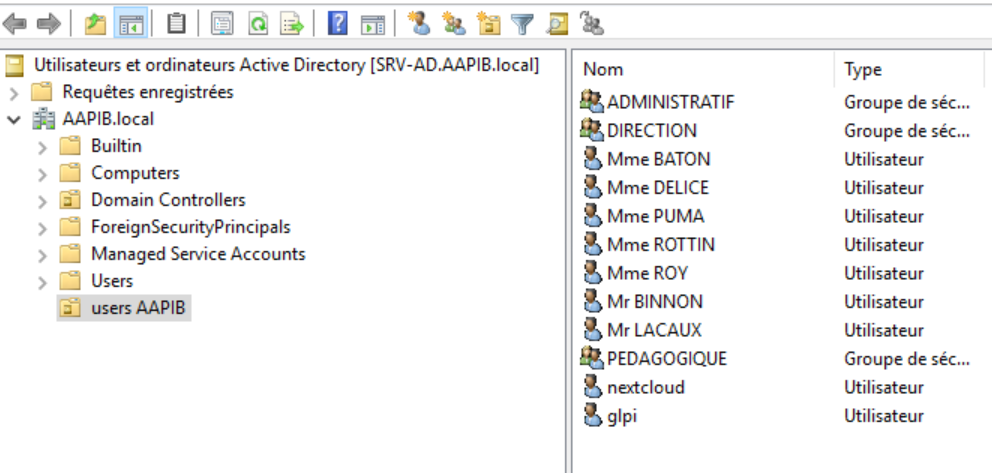 Utilisateurs et ordinateurs Active Directory [SRV-AD.AAPIB.local]
Requêtes enregistrées
AAPIB.local
Builtin
Computers
Domain Controllers
ForeignSecurityPrincipals
Managed Service Accounts
Users
users AAPIB
Nom Type
ADMINISTRATIF Groupe de séc...
DIRECTION Groupe de séc...
Mme BATON Utilisateur
Mme DELICE Utilisateur
Mme PUMA Utilisateur
Mme ROTTIN Utilisateur
Mme ROY Utilisateur
Mr BINNON Utilisateur
Mr LACAUX Utilisateur
PEDAGOGIQUE Groupe de séc...
nextcloud Utilisateur
glpi Utilisateur